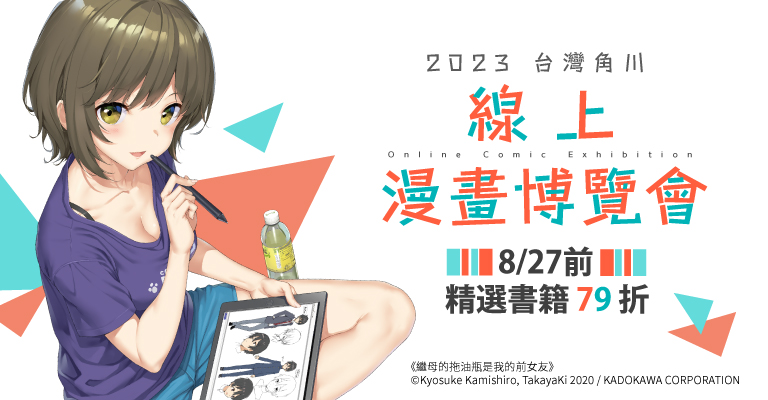 2023 台灣角川
線上
Online Comic Exhibition
漫畫博覽會
8/27前
精選書籍 79 折
《繼母的拖油瓶是我的前女友》
©Kyosuke Kamishiro, TakayaKi 2020 / KADOKAWA CORPORATION